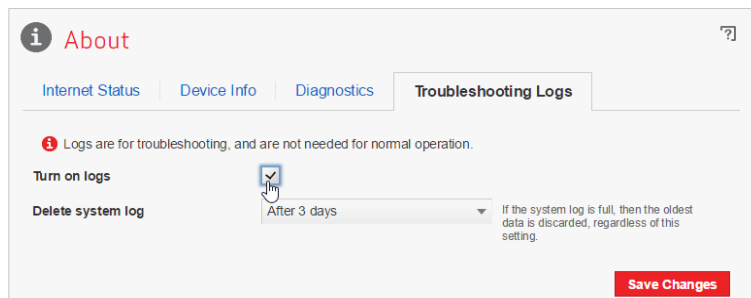 About
?
Internet Status
Device Info
Diagnostics
Troubleshooting Logs
Logs are for troubleshooting, and are not needed for normal operation.
Turn on logs
Delete system log
After 3 days
If the system log is full, then the oldest
data is discarded, regardless of this
setting.
Save Changes